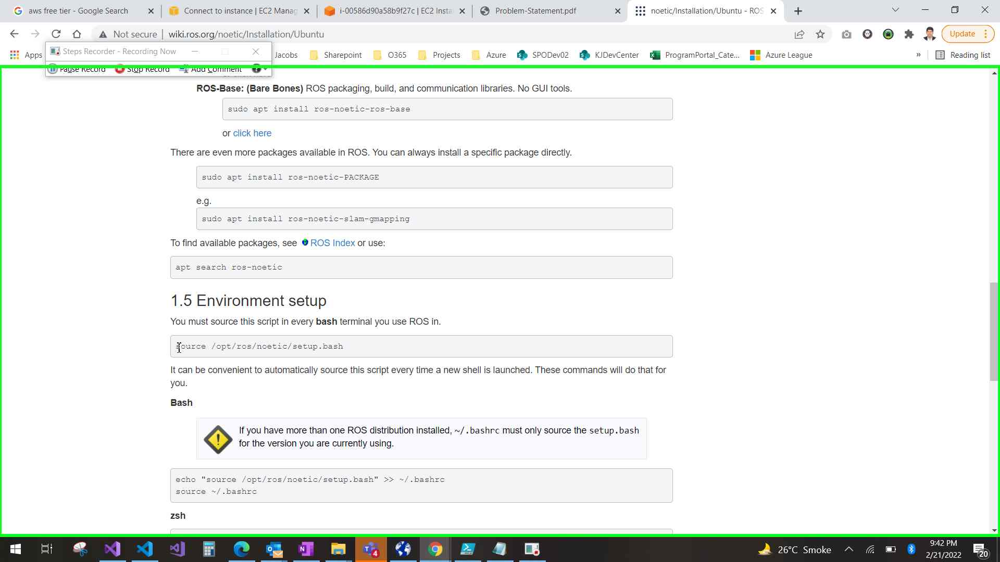 aws free tier - Google Search
Connect to instance | EC2 Manag
i-00586d90a58b9f27c | EC2 Insta
Problem-Statement.pdf
noetic/Installation/Ubuntu - ROS
Not secure
wiki.ros.org/noetic/Installation/Ubuntu
Update
Apps
Steps Recorder - Recording Now
Jacobs
Sharepoint
O365
Projects
Azure
SPODev02
KJDevCenter
ProgramPortal_Cate...
Azure League
»
Reading list
Pause Record
Stop Record
Add Comment
ROS-Base: (Bare Bones) ROS packaging, build, and communication libraries. No GUI tools.
sudo apt install ros-noetic-ros-base
or click here
There are even more packages available in ROS. You can always install a specific package directly.
sudo apt install ros-noetic-PACKAGE
e.g.
sudo apt install ros-noetic-slam-gmapping
To find available packages, see ROS Index or use:
apt search ros-noetic
1.5 Environment setup
You must source this script in every bash terminal you use ROS in.
source /opt/ros/noetic/setup.bash
It can be convenient to automatically source this script every time a new shell is launched. These commands will do that for
you.
Bash
If you have more than one ROS distribution installed, ~/.bashrc must only source the setup.bash
for the version you are currently using.
echo "source /opt/ros/noetic/setup.bash" >> ~/.bashrc
source ~/.bashrc
zsh
4
26°C Smoke
9:42 PM
2/21/2022
20